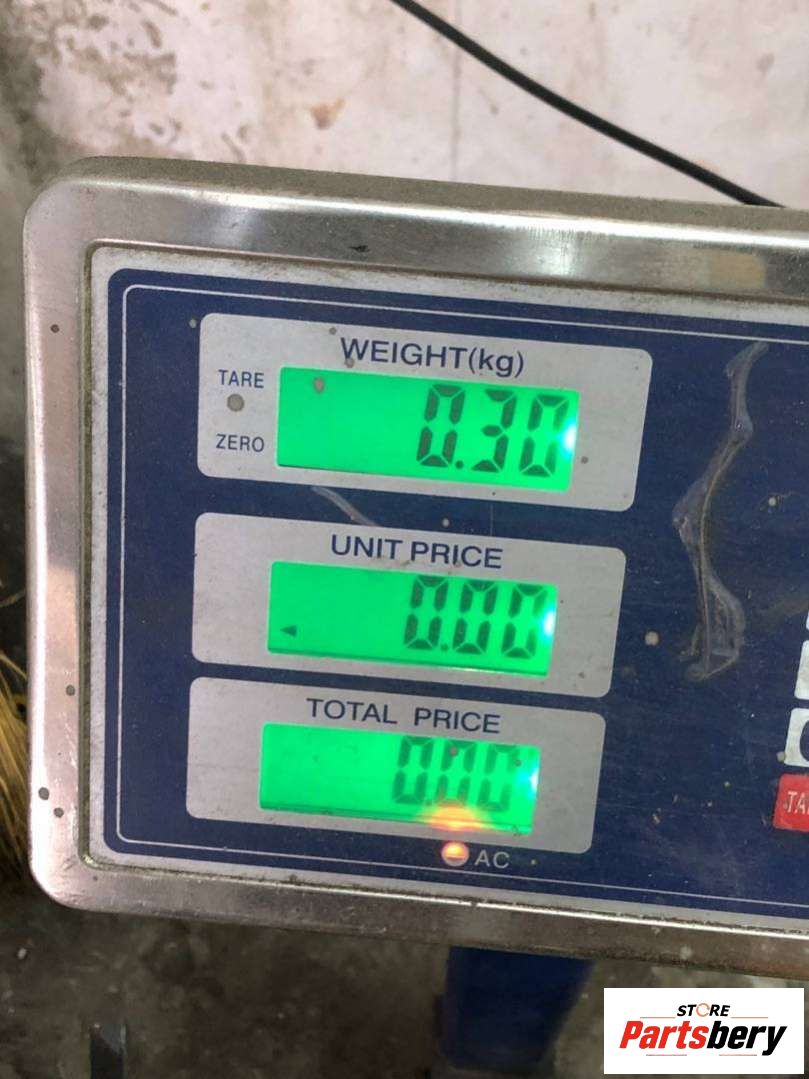 WEIGHT(kg)
TARE
ZERO
0.30
UNIT PRICE
0.00
TOTAL PRICE
0.00
AC
STORE
Partsbery